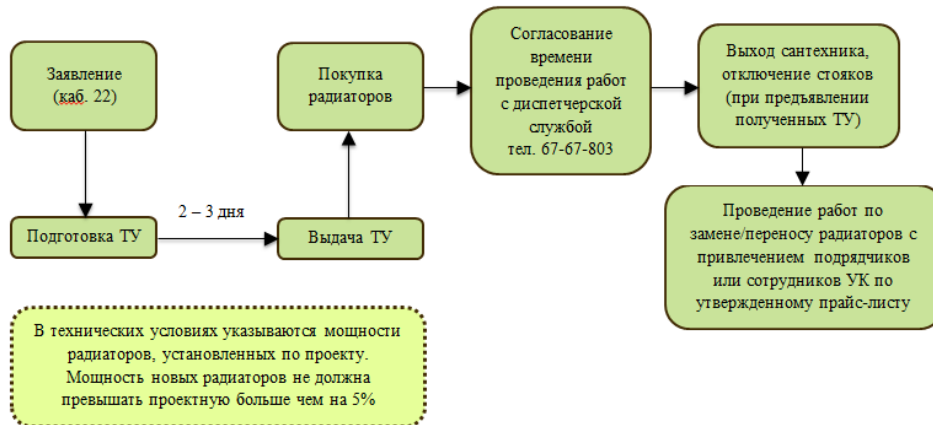 Заявление
(каб. 22)
Подготовка ТУ
2 – 3 дня
Выдача ТУ
Покупка
радиаторов
Согласование
времени
проведения работ
с диспетчерской
службой
тел. 67-67-803
Выход сантехника,
отключение стояков
(при предъявлении
полученных ТУ)
Проведение работ по
замене/переносу радиаторов с
привлечением подрядчиков
или сотрудников УК по
утвержденному прайс-листу
В технических условиях указываются мощности
радиаторов, установленных по проекту.
Мощность новых радиаторов не должна
превышать проектную больше чем на 5%